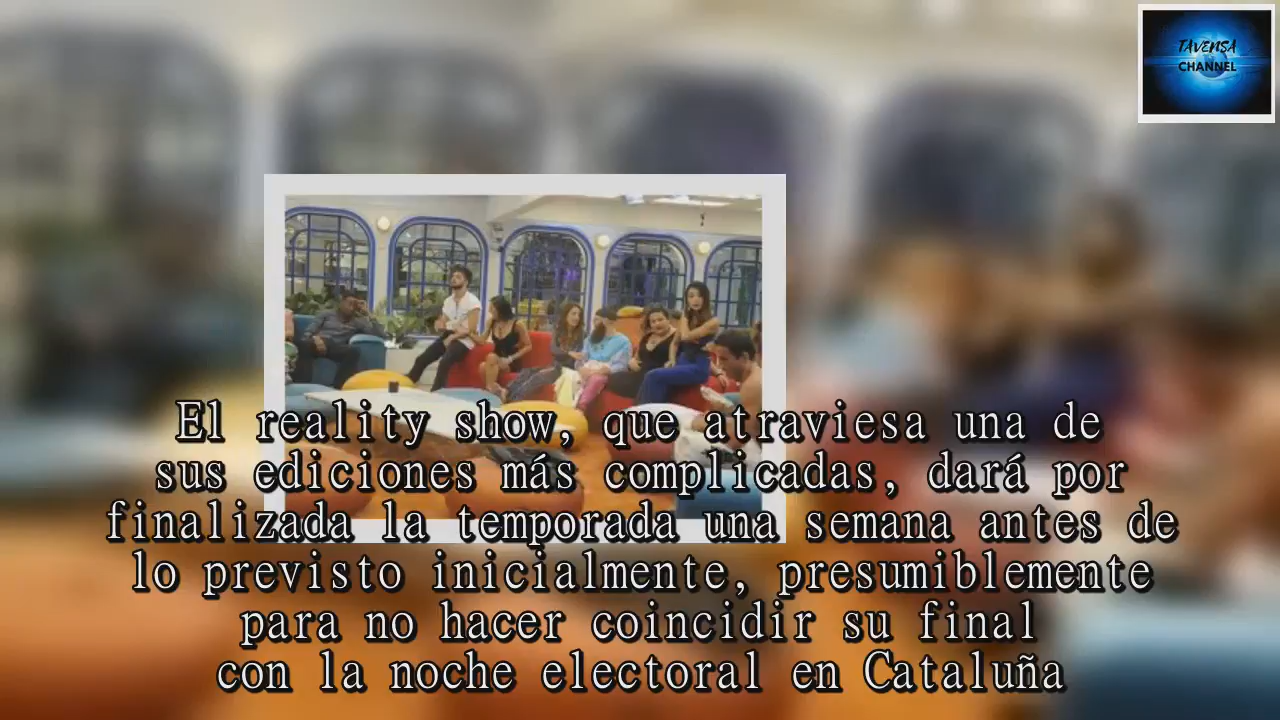 TAVENSA
CHANNEL
El reality show, que atraviesa una de
sus ediciones más complicadas, dará por
finalizada la temporada una semana antes de
lo previsto inicialmente, presumiblemente
para no hacer coincidir su final
con la noche electoral en Cataluña